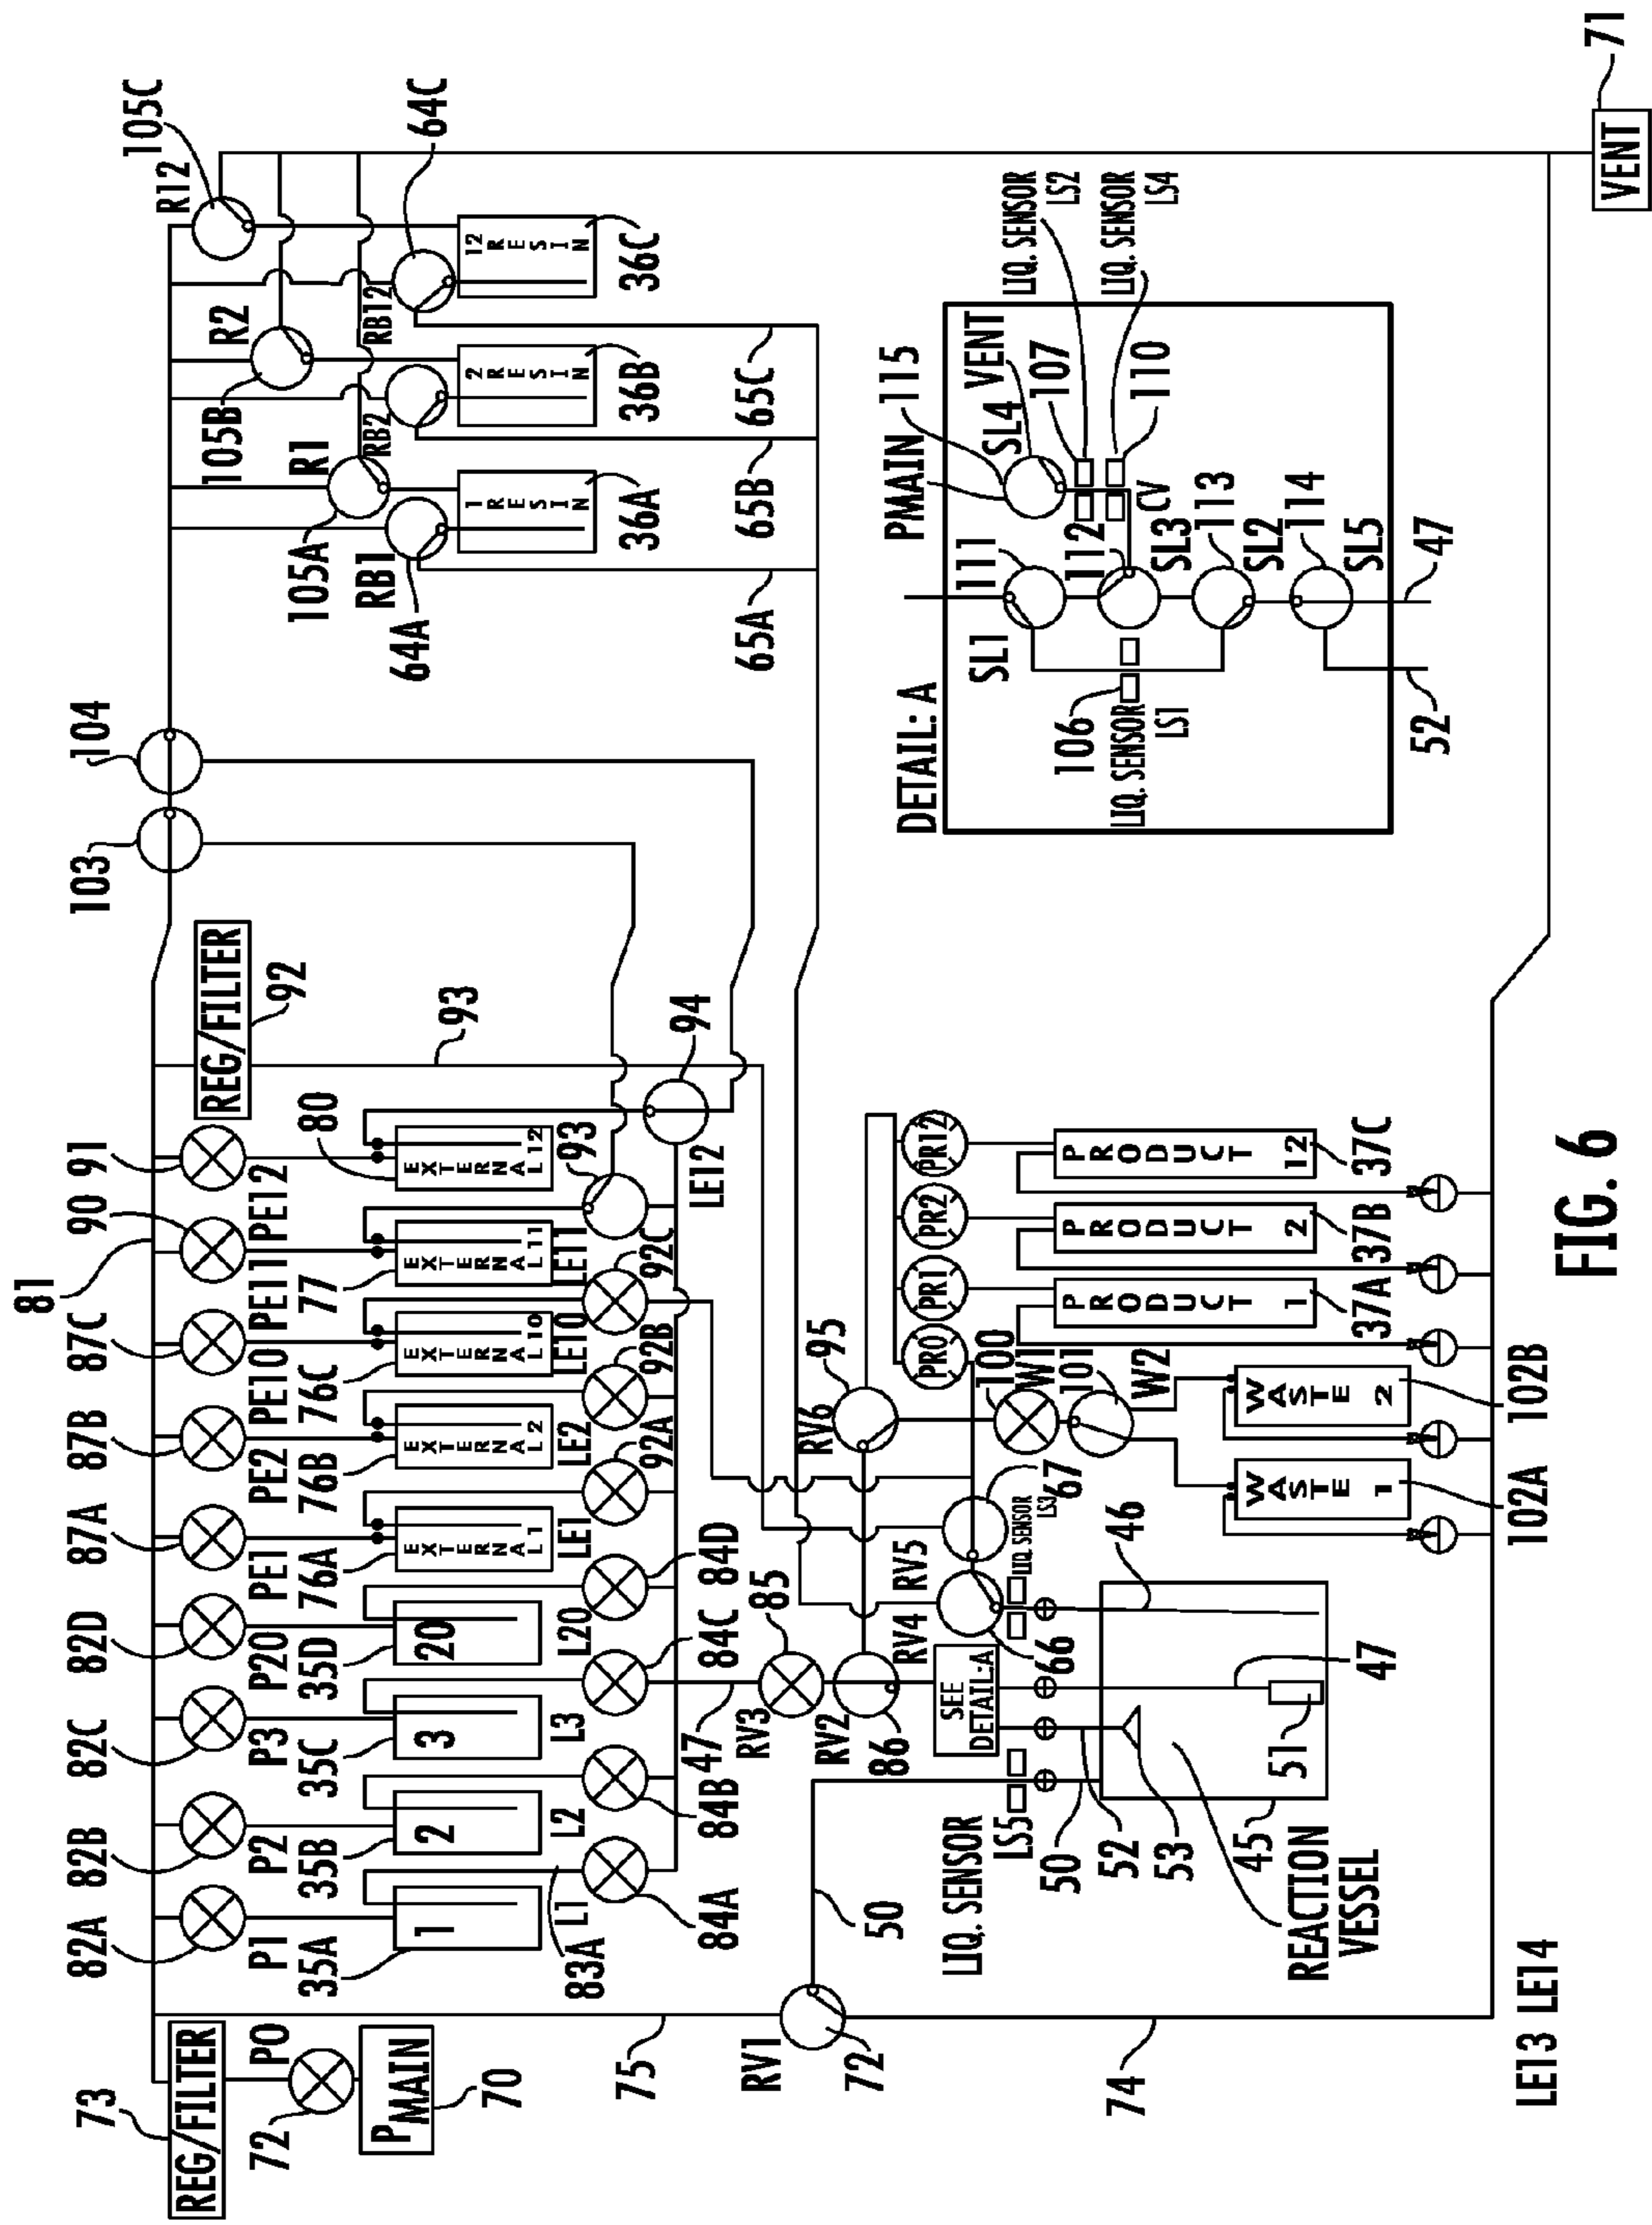 81
73
82A
82B
82C
82D
87A
87B
87C
90
91
103
104
105C
REG/FILTER
R12
REG/FILTER
92
R2
105B
72
P0
P1
P2
P3
P20
PE1
PE2
PE10
PE11
PE12
R1
105A
35A
35B
35C
35D
76A
76B
76C
77
80
RB1
RB2
RB12
64A
64C
PMAIN
70
1
2
3
20
EXTERNAL 1
EXTERNAL 2
EXTERNAL 10
EXTERNAL 11
EXTERNAL 12
93
1 RESIN
2 RESIN
12 RESIN
L1
L2
L3
L20
LE1
LE2
LE10
LE11
93
83A
36A
36B
36C
75
84A
84B
84C
84D
92A
92B
92C
LE12
94
47
65A
65B
65C
RV1
RV3
85
72
RV2
86
RV6
95
50
RV4
RV5
PR0
PR1
PR2
PR12
DETAIL: A
PMAIN
115
LIQ. SENSOR
LS5
SEE
DETAIL:A
66
LIQ. SENSOR
LS3
67
100
W1
101
W2
SL1
111
SL4
VENT
LIQ. SENSOR
LS2
106
107
50
52
53
46
PRODUCT 1
PRODUCT 2
PRODUCT 12
LIQ. SENSOR
LS1
112
CV
LIQ. SENSOR
LS4
110
74
SL3
113
45
51
47
WASTE 1
WASTE 2
37A
37B
37C
SL2
114
REACTION
VESSEL
SL5
52
47
102A
102B
LE13 LE14
FIG. 6
VENT
71